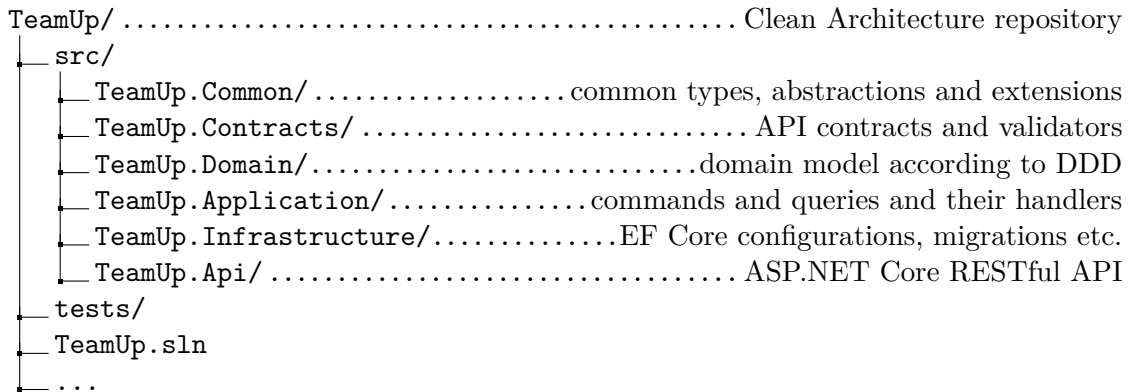 TeamUp/ ............................................. Clean Architecture repository
src/
TeamUp.Common/ ................... common types, abstractions and extensions
TeamUp.Contracts/ ............................. API contracts and validators
TeamUp.Domain/ ............................. domain model according to DDD
TeamUp.Application/ ............... commands and queries and their handlers
TeamUp.Infrastructure/ .............. EF Core configurations, migrations etc.
TeamUp.Api/ ................................... ASP.NET Core RESTful API
tests/
TeamUp.sln
...